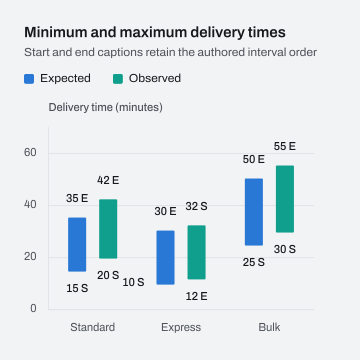 Minimum and maximum delivery times
Start and end captions retain the authored interval order
Expected Observed
Delivery time (minutes)
55 E
50 E
60
42 E
35 E
32 S
30 E
40
30 S
25 S
20
20 S
10 S
15 S
12 E
0
Standard Express Bulk